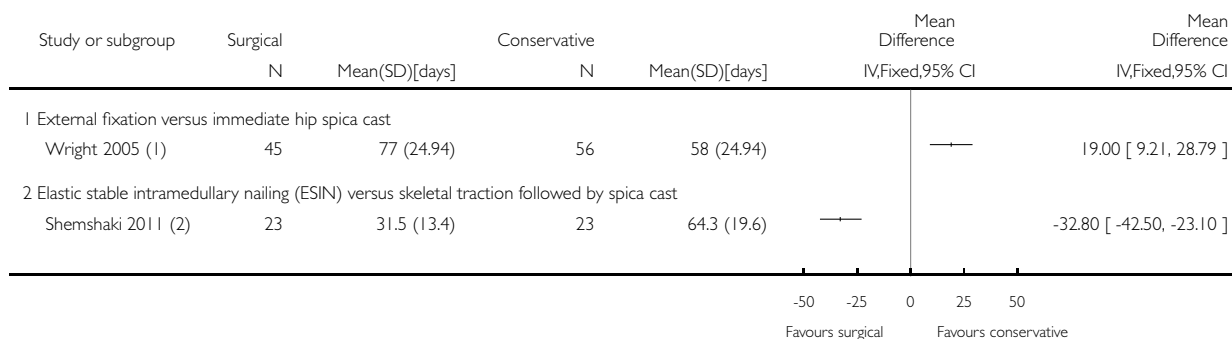 Mean Mean
Study or subgroup Surgical Conservative Difference Difference
N Mean(SD)[days] N Mean(SD)[days] IV,Fixed,95% CI IV,Fixed,95% CI
1 External fixation versus immediate hip spica cast
Wright 2005 (1) 45 77 (24.94) 56 58 (24.94) 19.00 [ 9.21, 28.79 ]
2 Elastic stable intramedullary nailing (ESIN) versus skeletal traction followed by spica cast
Shemshaki 2011 (2) 23 31.5 (13.4) 23 64.3 (19.6) -32.80 [ -42.50, -23.10 ]
-50 -25 0 25 50
Favours surgical Favours conservative